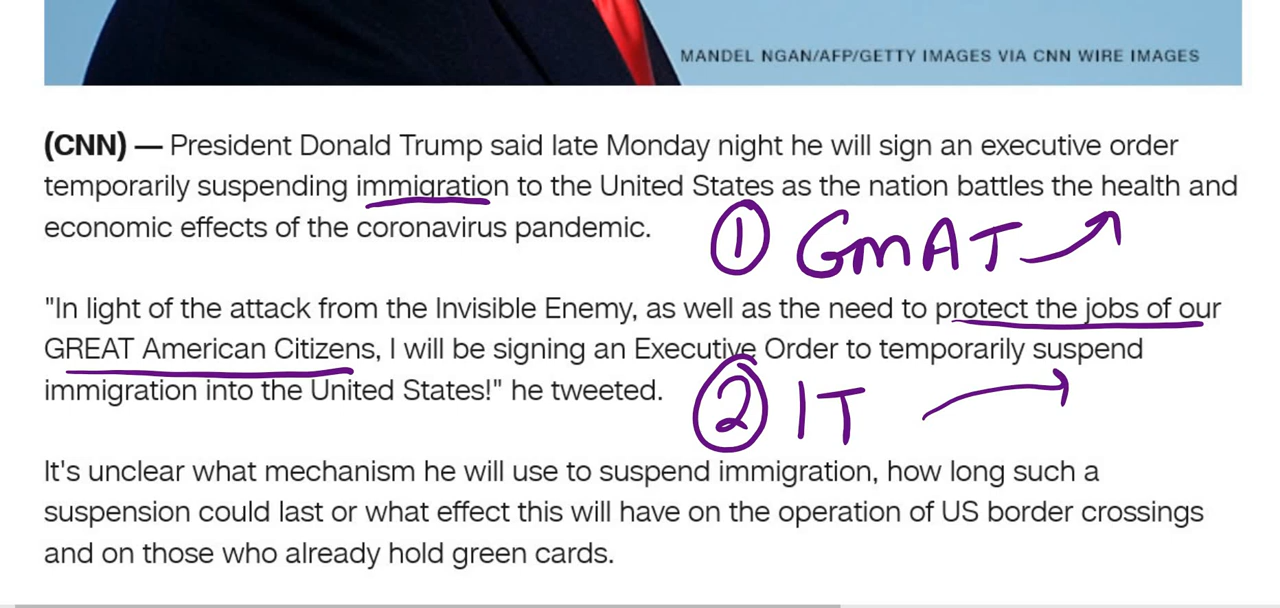 MANDEL NGAN/AFP/GETTY IMAGES VIA CNN WIRE IMAGES
(CNN) — President Donald Trump said late Monday night he will sign an executive order
temporarily suspending immigration to the United States as the nation battles the health and
economic effects of the coronavirus pandemic.
① GMAT
"In light of the attack from the Invisible Enemy, as well as the need to protect the jobs of our
GREAT American Citizens, I will be signing an Executive Order to temporarily suspend
immigration into the United States!" he tweeted.
② IT
It's unclear what mechanism he will use to suspend immigration, how long such a
suspension could last or what effect this will have on the operation of US border crossings
and on those who already hold green cards.